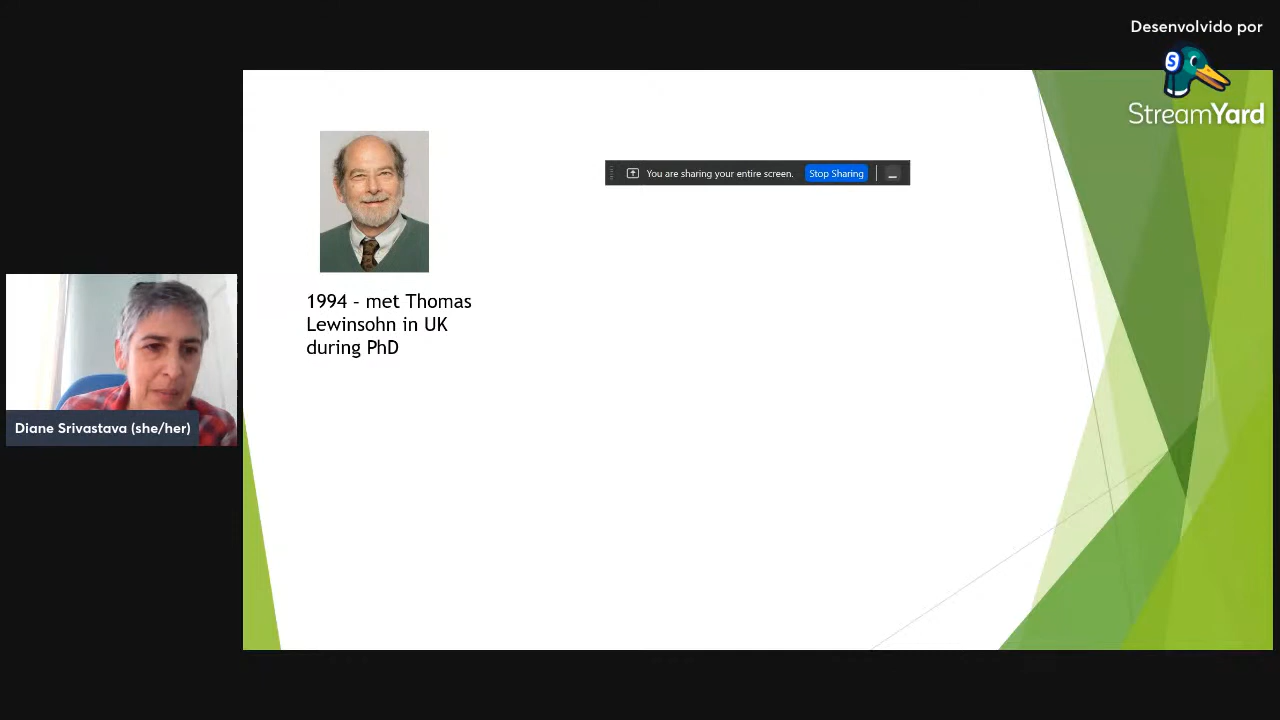 Desenvolvido por
S
StreamYard
You are sharing your entire screen. Stop Sharing
1994 - met Thomas
Lewinsohn in UK
during PhD
Diane Srivastava (she/her)